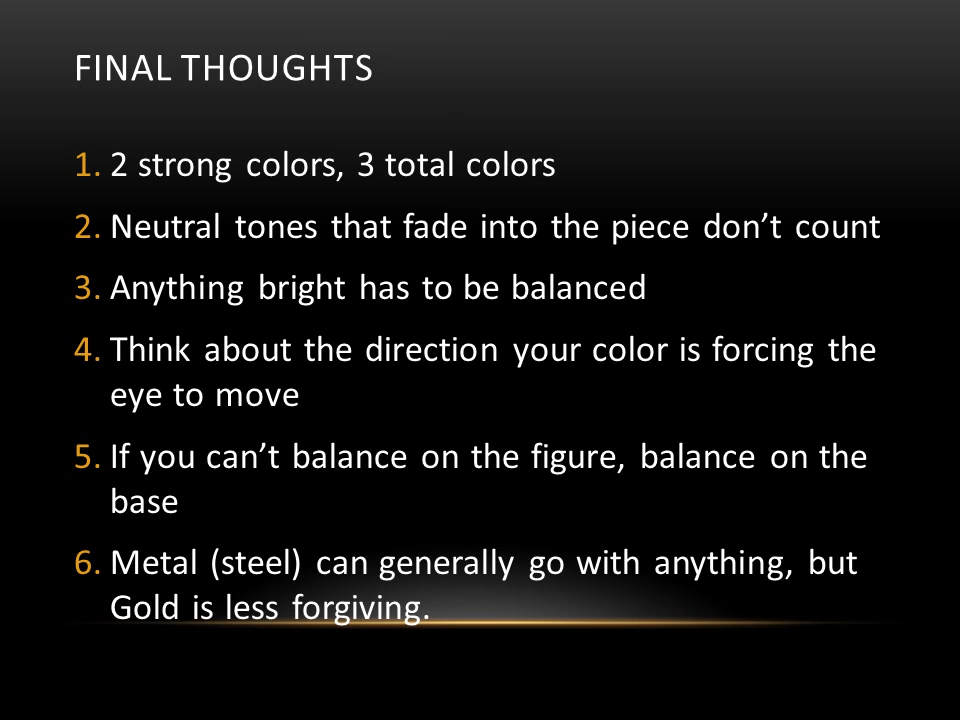 FINAL THOUGHTS
1. 2 strong colors, 3 total colors
2. Neutral tones that fade into the piece don’t count
3. Anything bright has to be balanced
4. Think about the direction your color is forcing the
eye to move
5. If you can’t balance on the figure, balance on the
base
6. Metal (steel) can generally go with anything, but
Gold is less forgiving.